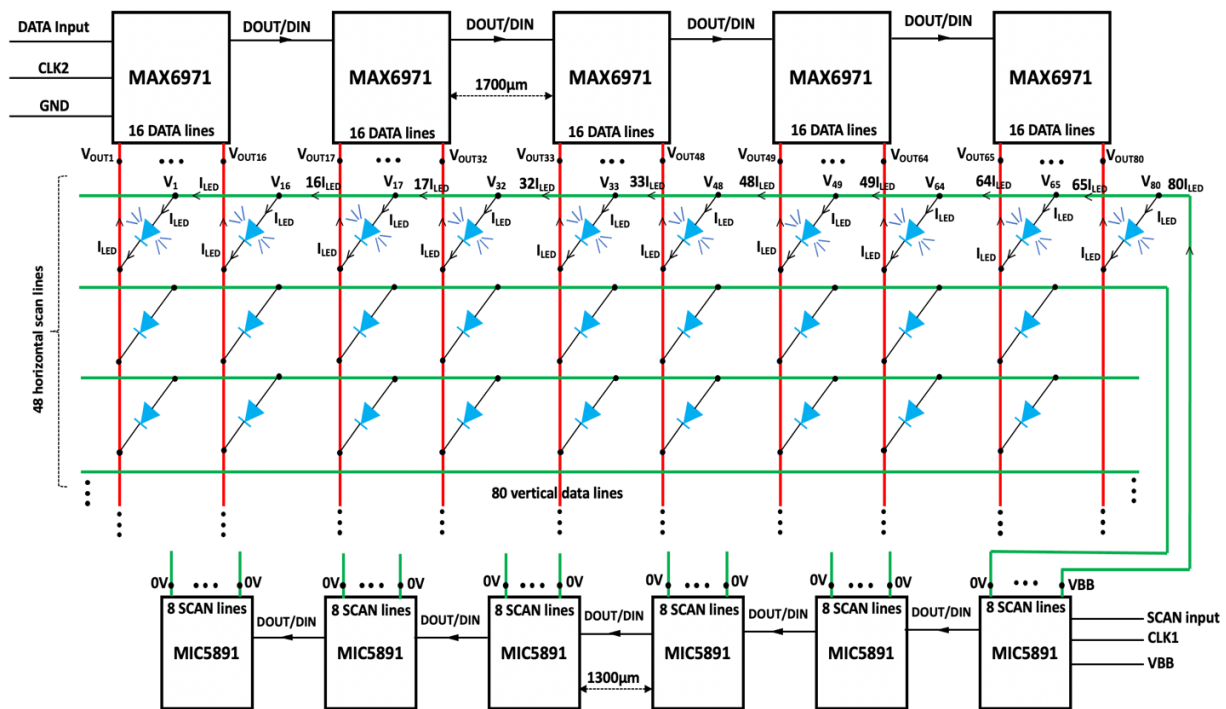 DATA Input
CLK2
GND
MAX6971
16 DATA lines
DOUT/DIN
MAX6971
16 DATA lines
DOUT/DIN
1700µm
MAX6971
16 DATA lines
DOUT/DIN
MAX6971
16 DATA lines
DOUT/DIN
MAX6971
16 DATA lines
VOUT1 ••• VOUT16 VOUT17 ••• VOUT32 VOUT33 ••• VOUT48 VOUT49 ••• VOUT64 VOUT65 ••• VOUT80
V1 ILED V16 16ILED V17 17ILED V32 32ILED V33 33ILED V48 48ILED V49 49ILED V64 64ILED V65 65ILED V80 80ILED
ILED ILED ILED ILED ILED ILED ILED ILED ILED ILED
ILED ILED ILED ILED ILED ILED ILED ILED ILED ILED
48 horizontal scan lines
80 vertical data lines
0V ••• 0V 0V ••• 0V 0V ••• 0V 0V ••• 0V 0V ••• 0V 0V ••• VBB
8 SCAN lines
MIC5891
DOUT/DIN
8 SCAN lines
MIC5891
DOUT/DIN
8 SCAN lines
MIC5891
DOUT/DIN
1300µm
8 SCAN lines
MIC5891
DOUT/DIN
8 SCAN lines
MIC5891
DOUT/DIN
8 SCAN lines
MIC5891
SCAN input
CLK1
VBB